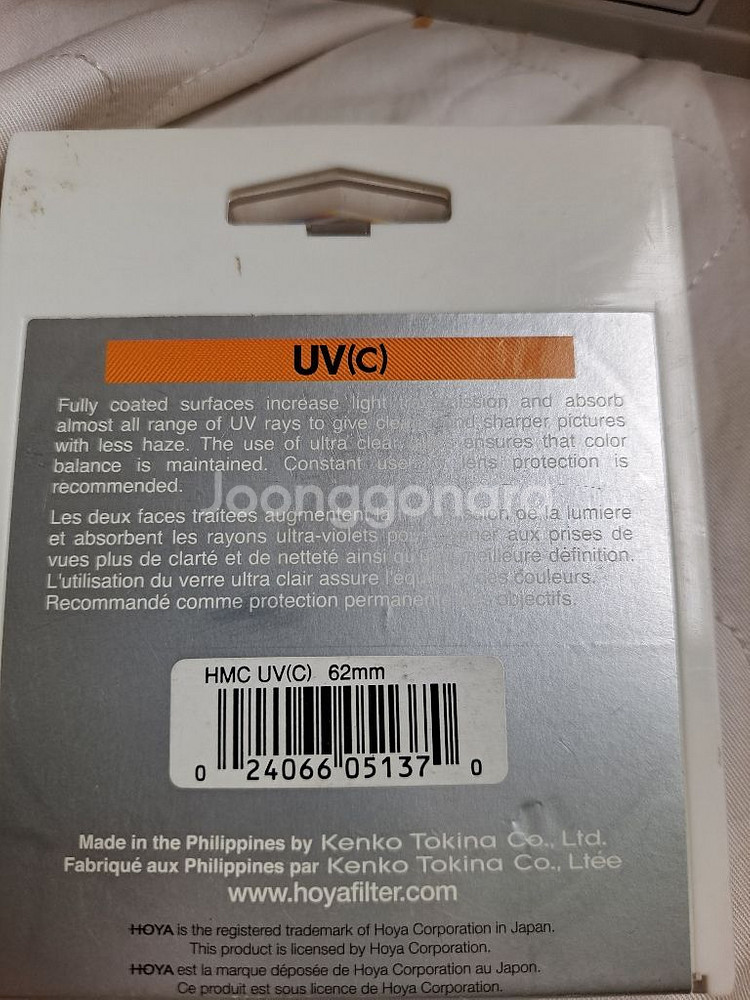 UV(C)
Fully coated surfaces increase light and absorb
almost all range of UV rays to give sharper pictures
with less haze. The use of ultra clear ensures that color
balance is maintained. Constant use lens protection is
recommended.
Joonggonara
Les deux faces traitées augmentent la de la lumière
et absorbent les rayons ultra-violets aux prises de
vues plus de clarté et de netteté ainsi meilleure définition.
L'utilisation du verre ultra clair assure des couleurs.
Recommandé comme protection objectifs.
HMC UV(C) 62mm
0 24066 05137 0
Made in the Philippines by Kenko Tokina Co., Ltd.
Fabriqué aux Philippines par Kenko Tokina Co., Ltée
www.hoyafilter.com
HOYA is the registered trademark of Hoya Corporation in Japan.
This product is licensed by Hoya Corporation.
HOYA est la marque déposée de Hoya Corporation au Japon.
Ce produit est sous licence de Hoya Corporation.